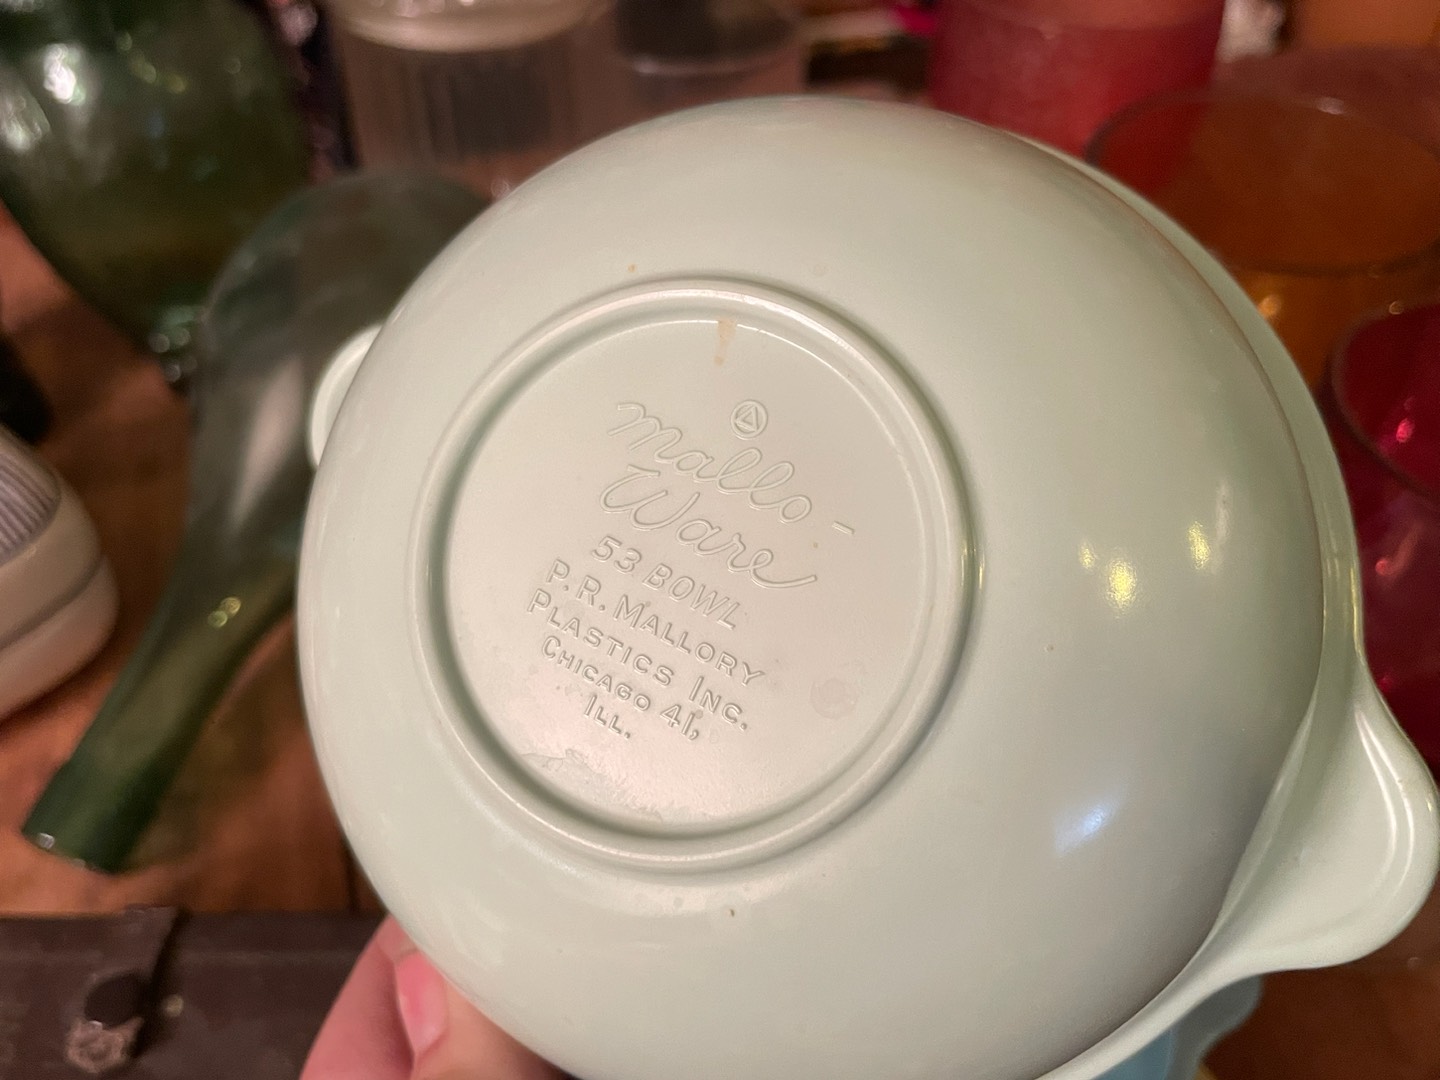 Mallo-
Ware
53 BOWL
P.R. MALLORY
PLASTICS INC.
CHICAGO 41,
ILL.